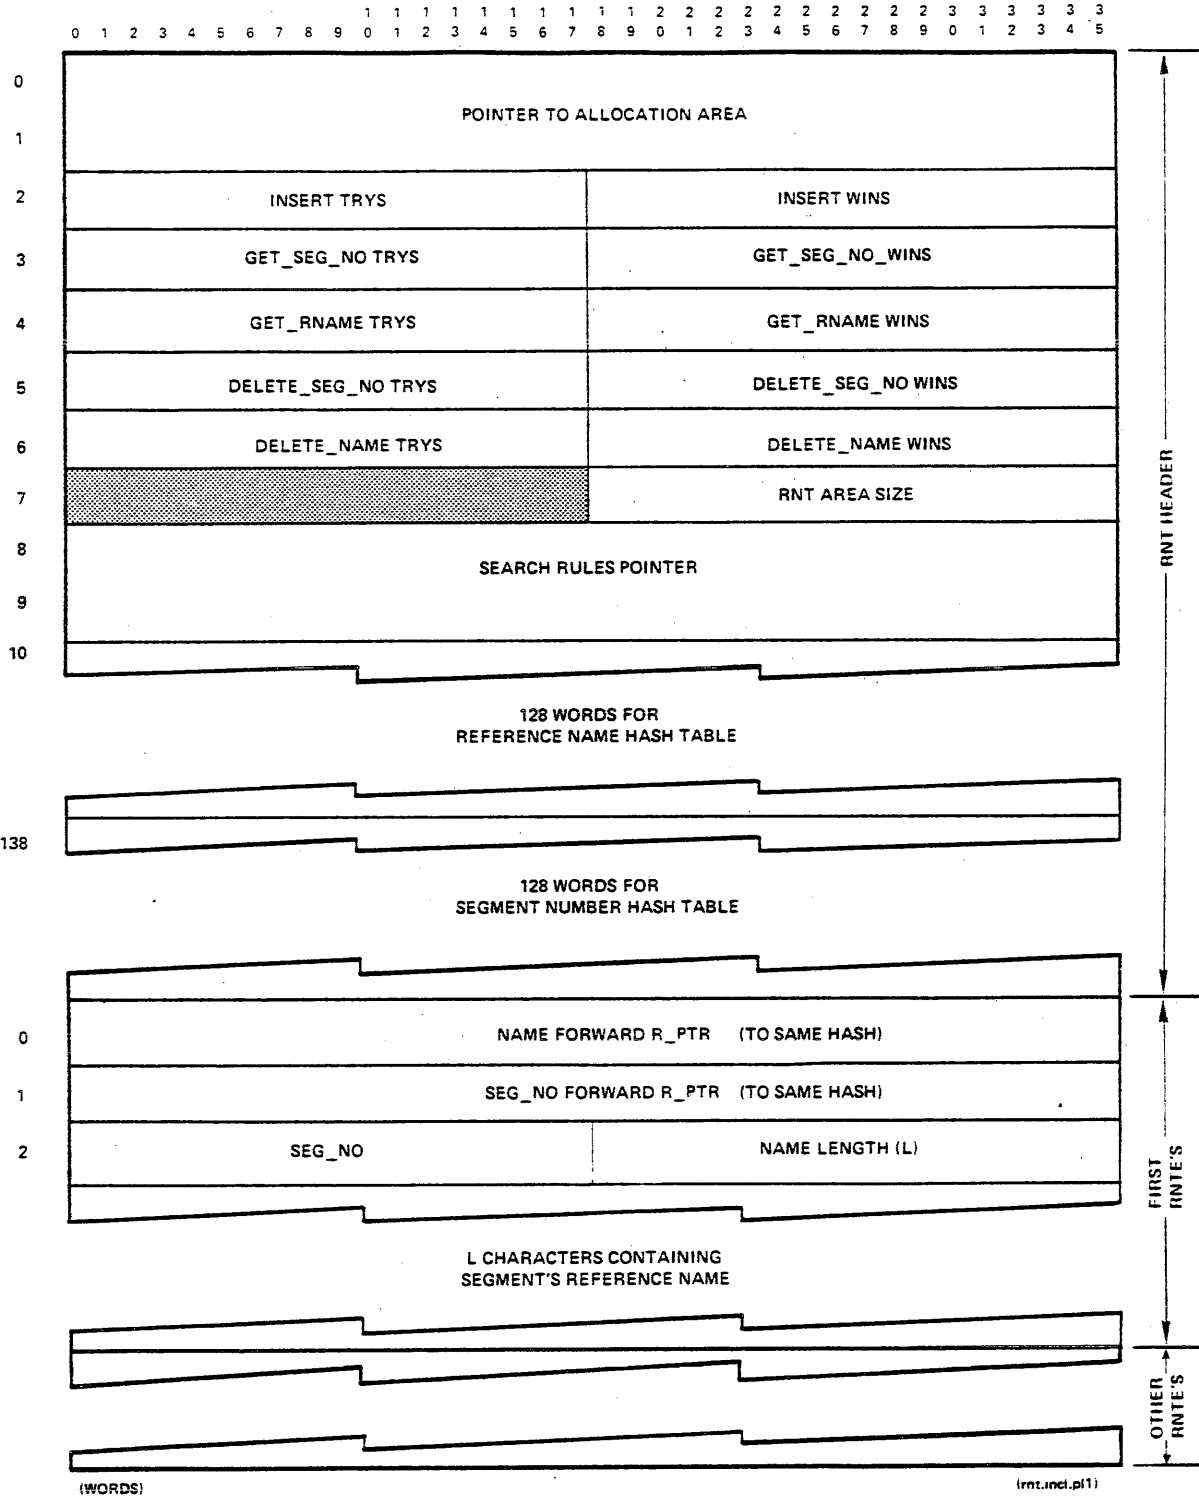 1 1 1 1 1 1 1 1 1 1 2 2 2 2 2 2 2 2 2 2 3 3 3 3 3 3
0 1 2 3 4 5 6 7 8 9 0 1 2 3 4 5 6 7 8 9 0 1 2 3 4 5 6 7 8 9 0 1 2 3 4 5
0
POINTER TO ALLOCATION AREA
1
2 INSERT TRYS INSERT WINS
3 GET_SEG_NO TRYS GET_SEG_NO_WINS
4 GET_RNAME TRYS GET_RNAME WINS
5 DELETE_SEG_NO TRYS DELETE_SEG_NO WINS
6 DELETE_NAME TRYS DELETE_NAME WINS
7 RNT AREA SIZE
8
SEARCH RULES POINTER
9
10
RNT HEADER
128 WORDS FOR
REFERENCE NAME HASH TABLE
138
128 WORDS FOR
SEGMENT NUMBER HASH TABLE
0 NAME FORWARD R_PTR (TO SAME HASH)
1 SEG_NO FORWARD R_PTR (TO SAME HASH)
2 SEG_NO NAME LENGTH (L)
FIRST
RNTE'S
L CHARACTERS CONTAINING
SEGMENT'S REFERENCE NAME
OTHER
RNTE'S
(WORDS) (rnt.incl.pl1)